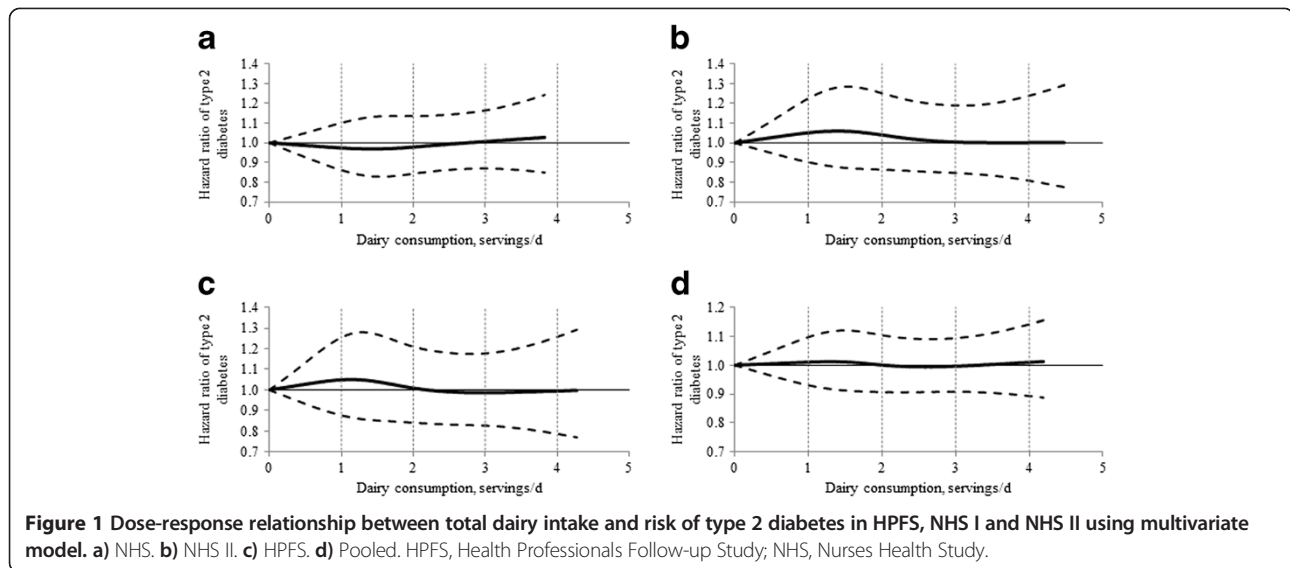 a
Hazard ratio of type 2
diabetes
1.4
1.3
1.2
1.1
1.0
0.9
0.8
0.7
0 1 2 3 4 5
Dairy consumption, servings/d
b
Hazard ratio of type 2
diabetes
1.4
1.3
1.2
1.1
1.0
0.9
0.8
0.7
0 1 2 3 4 5
Dairy consumption, servings/d
c
Hazard ratio of type 2
diabetes
1.4
1.3
1.2
1.1
1.0
0.9
0.8
0.7
0 1 2 3 4 5
Dairy consumption, servings/d
d
Hazard ratio of type 2
diabetes
1.2
1.1
1.0
0.9
0.8
0.7
0 1 2 3 4 5
Dairy consumption, servings/d
Figure 1 Dose-response relationship between total dairy intake and risk of type 2 diabetes in HPFS, NHS I and NHS II using multivariate
model. a) NHS. b) NHS II. c) HPFS. d) Pooled. HPFS, Health Professionals Follow-up Study; NHS, Nurses Health Study.